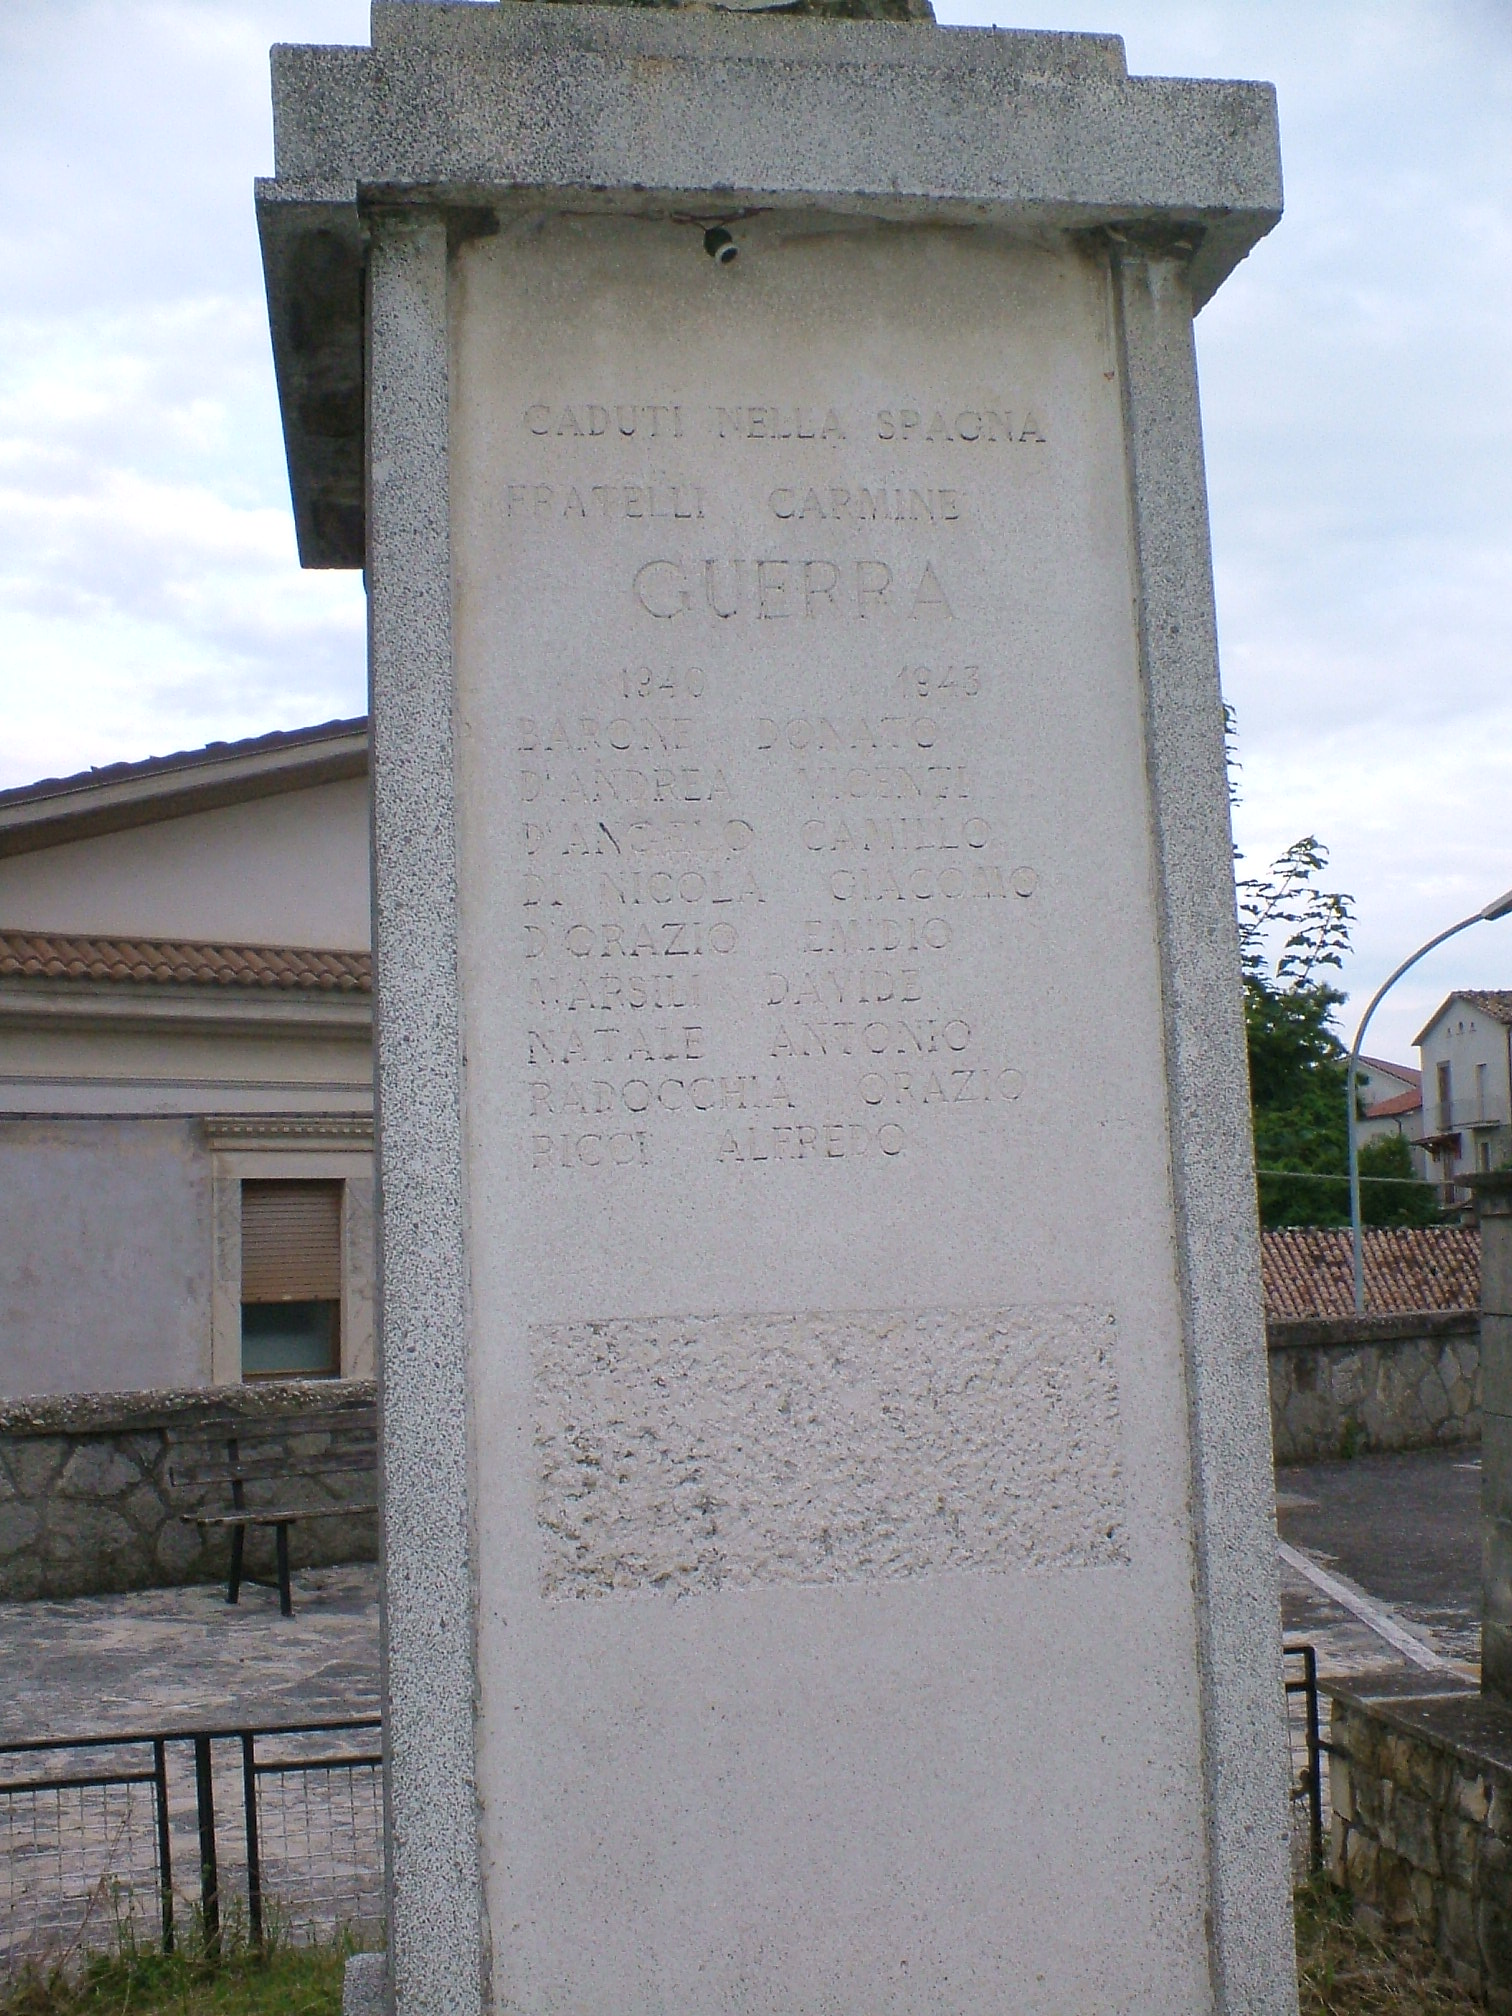 CADUTI NELLA SPAGNA
FRATELLI CARMINE
GUERRA
1940 1943
BARONE DONATO
D'ANDREA VICENTI
D'ANGELO CAMILLO
DI NICOLA GIACOMO
D'ORAZIO EMIDIO
MARSILI DAVIDE
NATALE ANTONIO
RADOCCHIA ORAZIO
RICCI ALFREDO